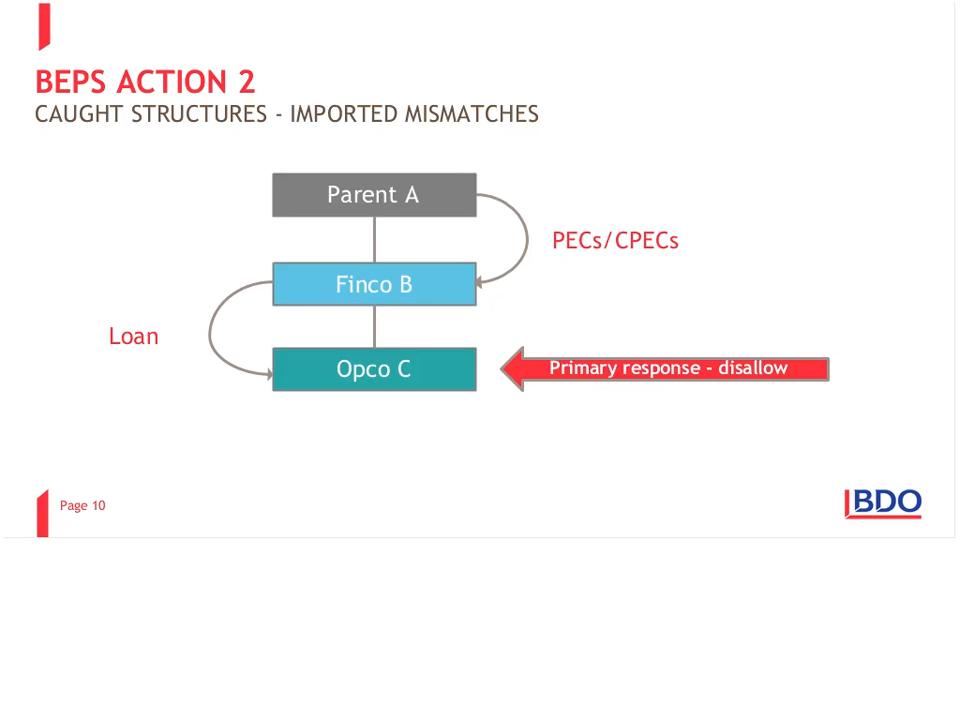 BEPS ACTION 2
CAUGHT STRUCTURES - IMPORTED MISMATCHES
Parent A
PECs/CPECs
Finco B
Loan
Opco C
Primary response - disallow
Page 10
BDO